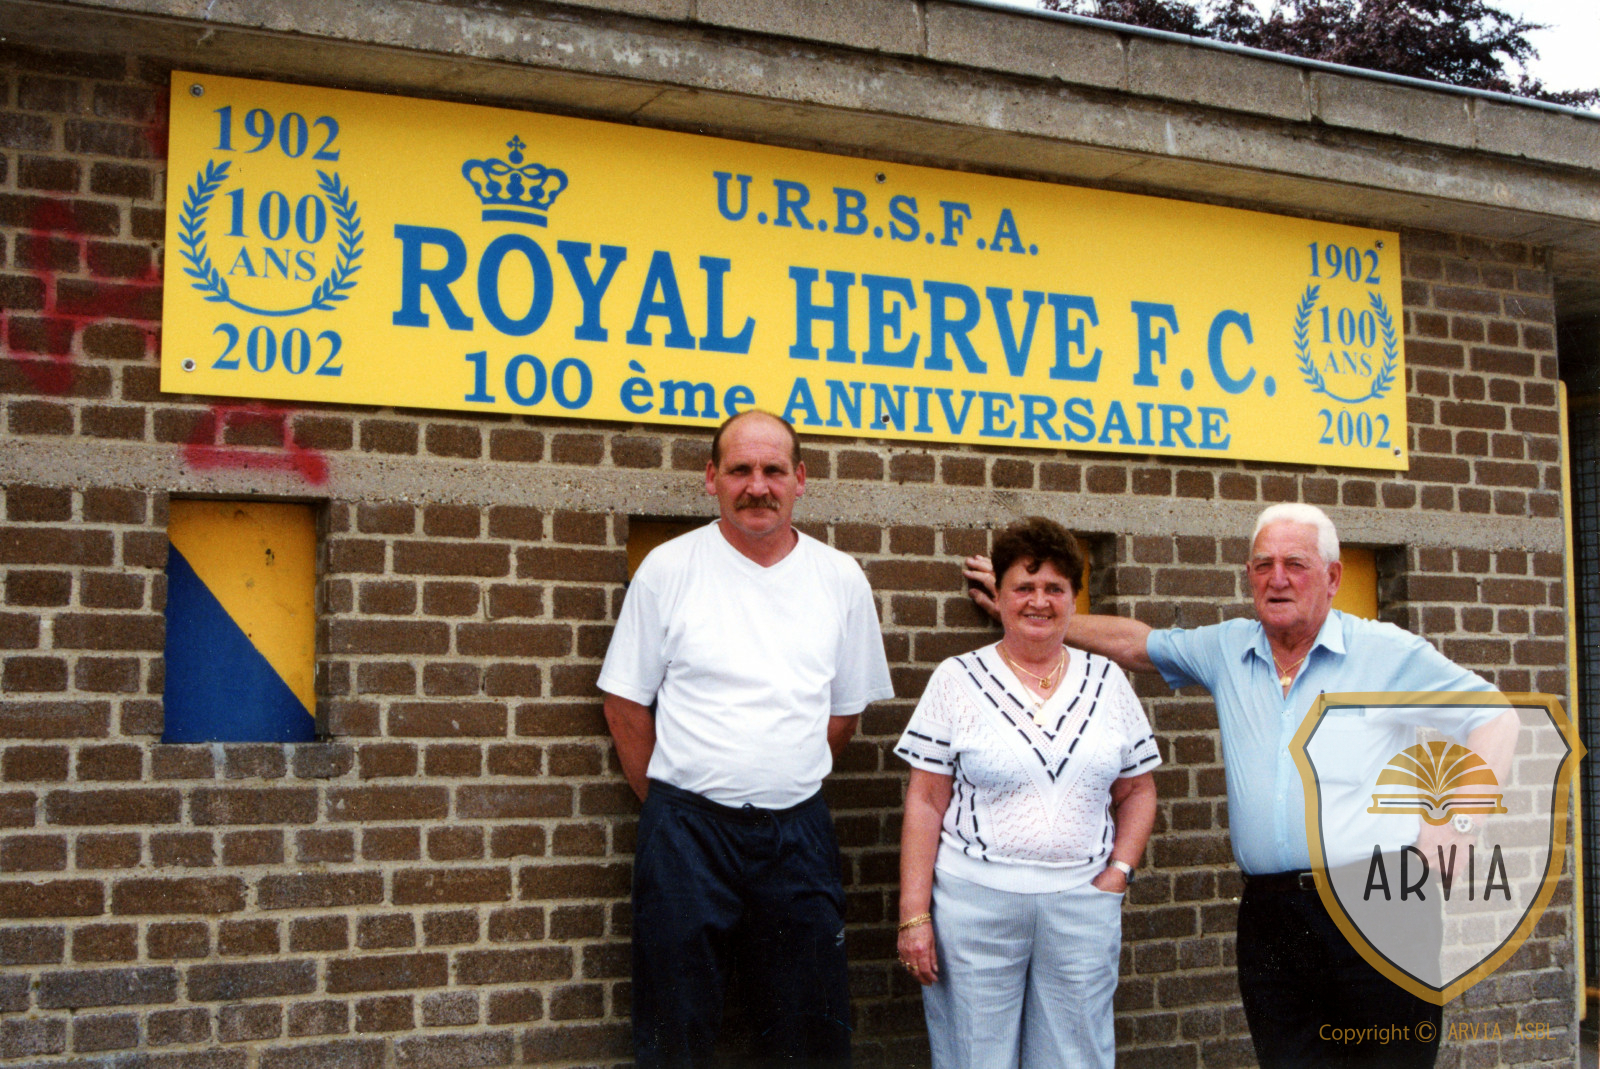 1902
100
ANS
2002
U.R.B.S.F.A.
ROYAL HERVE F.C.
100 ème ANNIVERSAIRE
1902
100
ANS
2002
ARVIA
Copyright © ARVIA ASBL